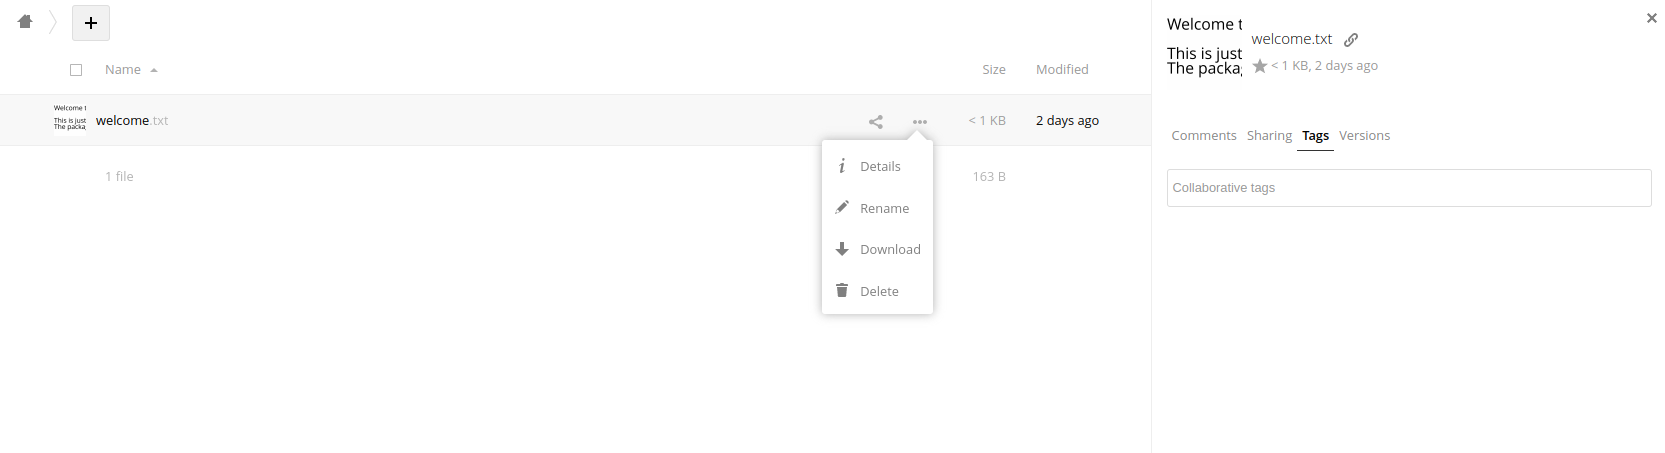 Name
Size
Modified
Welcome t
This is just
The packa
welcome.txt
< 1 KB
2 days ago
1 file
163 B
Details
Rename
Download
Delete
Welcome t
This is just
The packa
welcome.txt
< 1 KB, 2 days ago
Comments Sharing Tags Versions
Collaborative tags